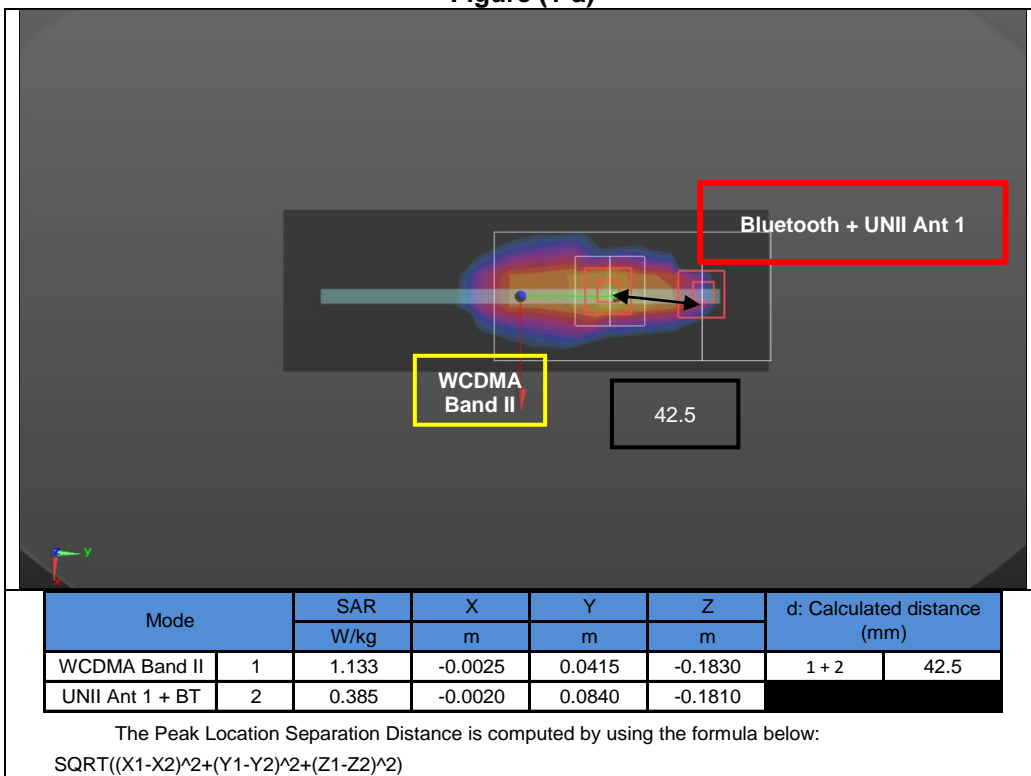 Bluetooth + UNII Ant 1
WCDMA
Band II
42.5
Y
X
Mode SAR X Y Z d: Calculated distance
(mm)
W/kg m m m
WCDMA Band II 1 1.133 -0.0025 0.0415 -0.1830 1 + 2 42.5
UNII Ant 1 + BT 2 0.385 -0.0020 0.0840 -0.1810
The Peak Location Separation Distance is computed by using the formula below:
SQRT((X1-X2)^2+(Y1-Y2)^2+(Z1-Z2)^2)